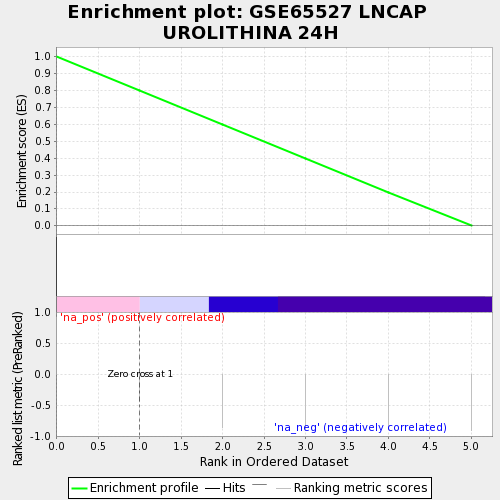 Enrichment plot: GSE65527 LNCAP
UROLITHINA 24H
Enrichment score (ES)
1.0
0.9
0.8
0.7
0.6
0.5
0.4
0.3
0.2
0.1
0.0
Ranked list metric (PreRanked)
1.0
0.5
0.0
-0.5
-1.0
'na_pos' (positively correlated)
Zero cross at 1
'na_neg' (negatively correlated)
0.0 0.5 1.0 1.5 2.0 2.5 3.0 3.5 4.0 4.5 5.0
Rank in Ordered Dataset
Enrichment profile Hits Ranking metric scores